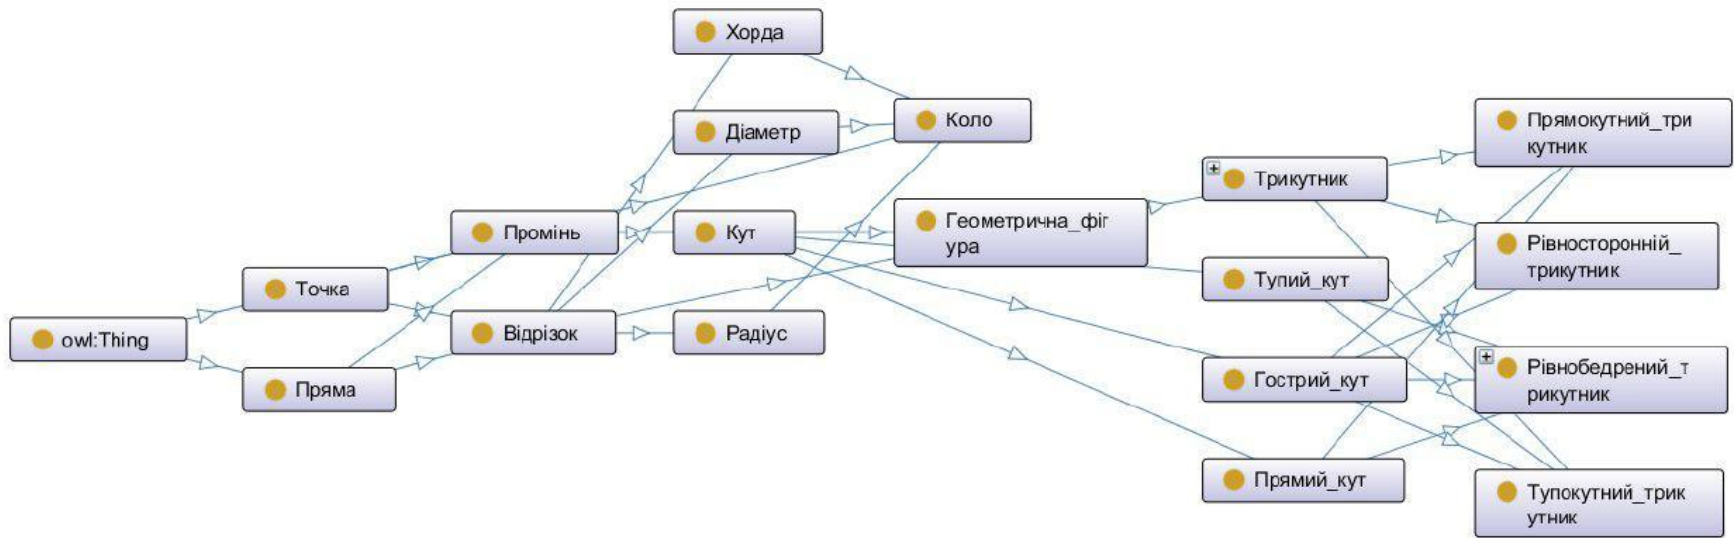 owl:Thing
Точка
Пряма
Промінь
Відрізок
Хорда
Діаметр
Кут
Радіус
Коло
Геометрична_фіг
ура
Трикутник
Тупий_кут
Гострий_кут
Прямий_кут
Прямокутний_три
кутник
Рівносторонній_
трикутник
Рівнобедрений_т
рикутник
Тупокутний_трик
утник